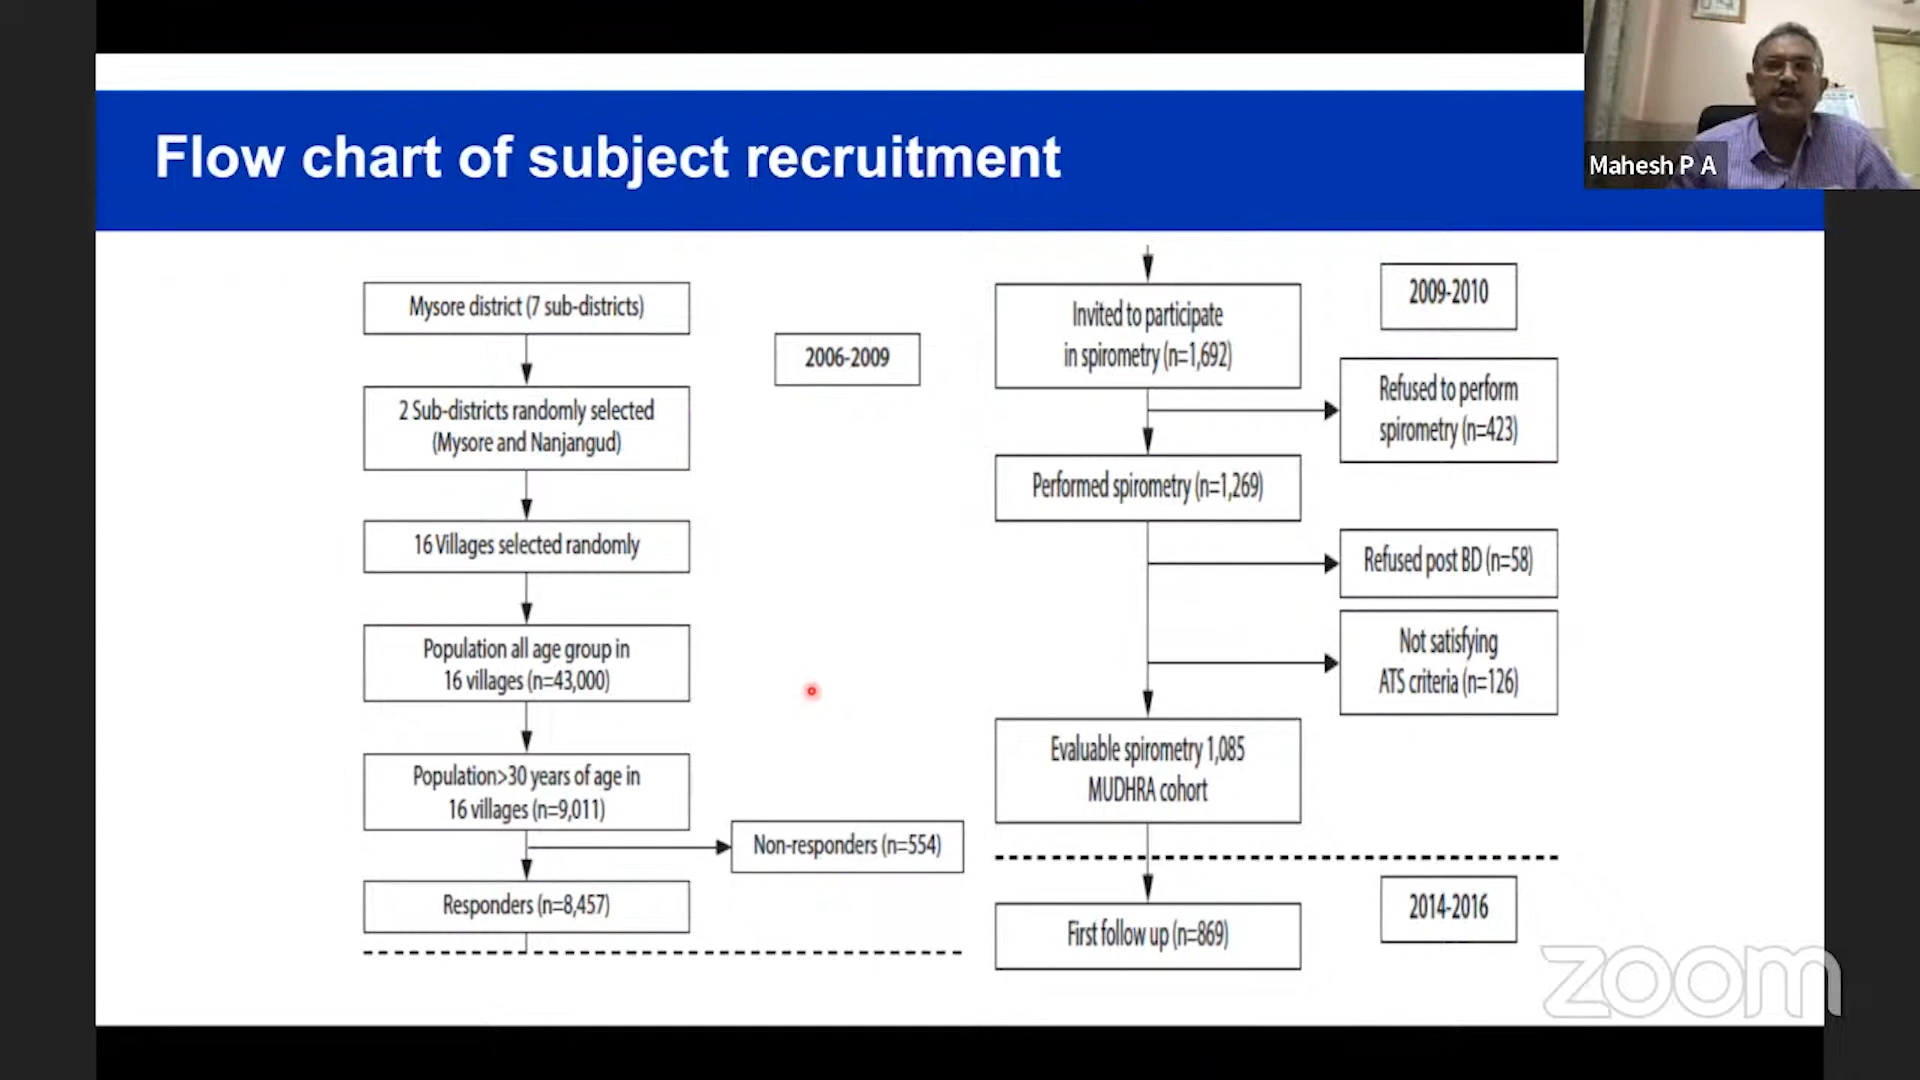 Flow chart of subject recruitment
Mahesh P A
Mysore district (7 sub-districts)
2006-2009
2 Sub-districts randomly selected
(Mysore and Nanjangud)
16 Villages selected randomly
Population all age group in
16 villages (n=43,000)
Population>30 years of age in
16 villages (n=9,011)
Non-responders (n=554)
Responders (n=8,457)
2009-2010
Invited to participate
in spirometry (n=1,692)
Refused to perform
spirometry (n=423)
Performed spirometry (n=1,269)
Refused post BD (n=58)
Not satisfying
ATS criteria (n=126)
Evaluable spirometry 1,085
MUDHRA cohort
2014-2016
First follow up (n=869)
zoom